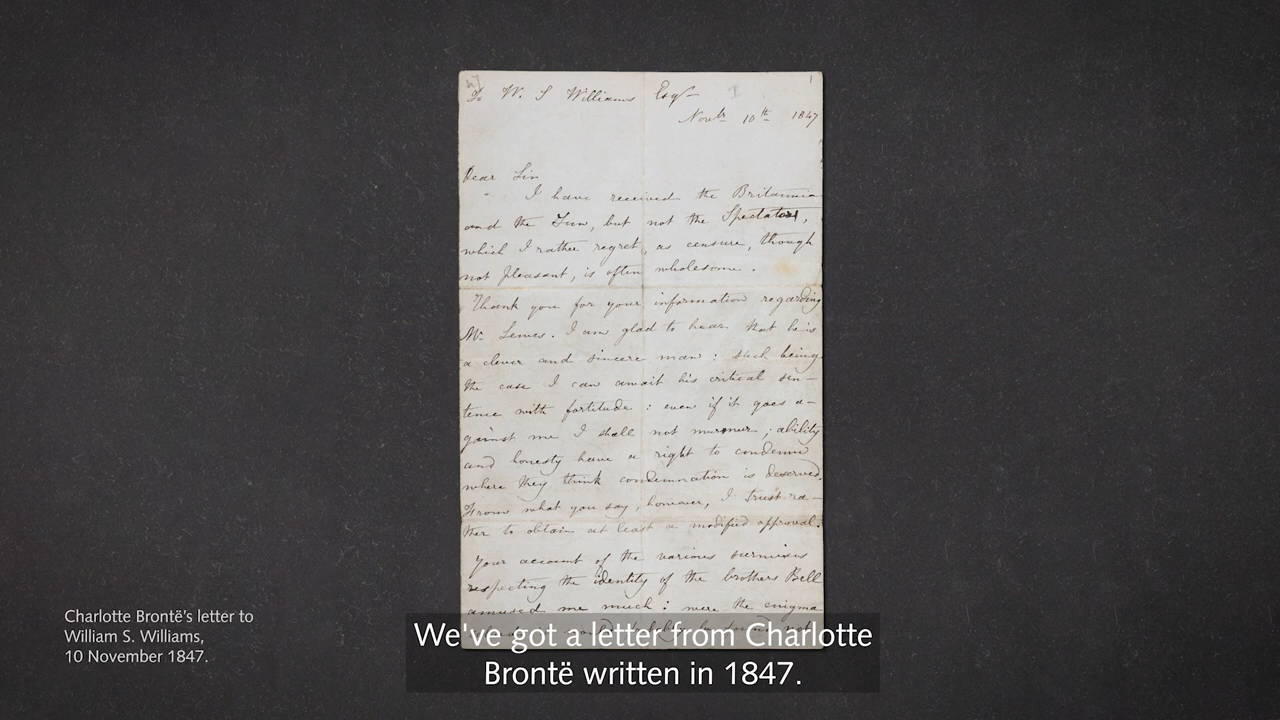 To W. S Williams Esqr
Novbr 10th 1847
1
Dear Sir
I have received the Britannia
and the Sun, but not the Spectator,
which I rather regret, as censure, though
not pleasant, is often wholesome.
Thank you for your information regarding
Mr Lewes. I am glad to hear that he is
a clever and sincere man: such being
the case I can await his critical sen-
tence with fortitude: even if it goes a-
gainst me I shall not murmur; ability
and honesty have a right to condemn
where they think condemnation is deserved.
From what you say, however, I trust ra-
ther to obtain at least a modified approval.
Your account of the various surmises
respecting the identity of the brothers Bell
amused me much: were the enigma
Charlotte Brontë's letter to
William S. Williams,
10 November 1847.
We've got a letter from Charlotte
Brontë written in 1847.